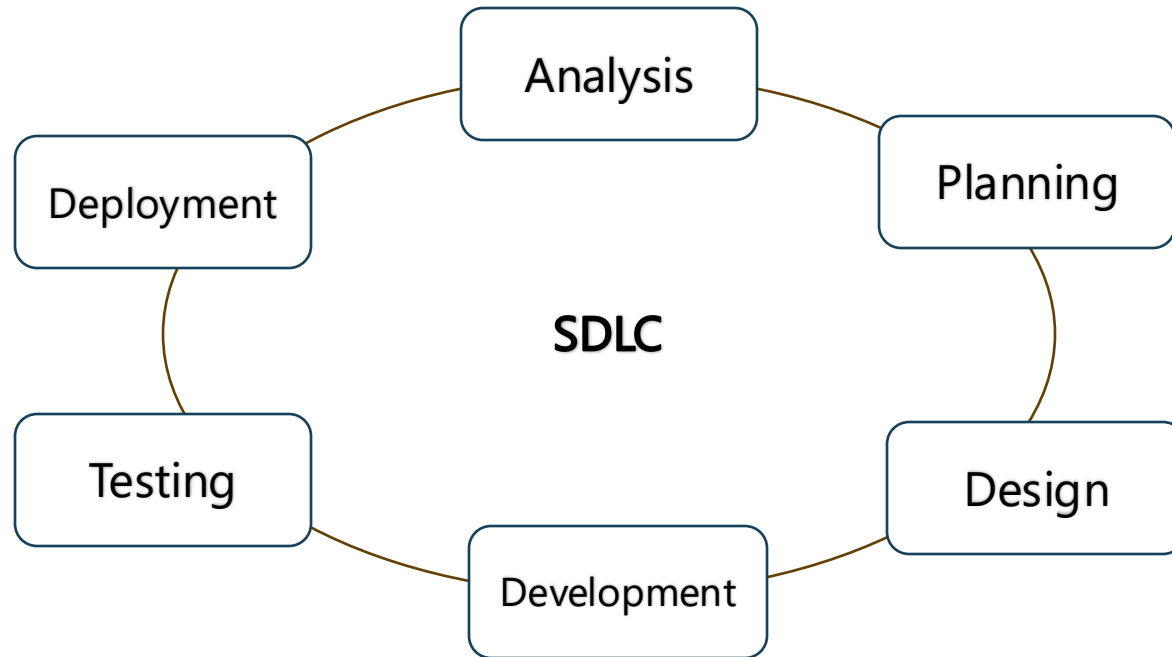 Analysis
Planning
Deployment
SDLC
Testing
Design
Development